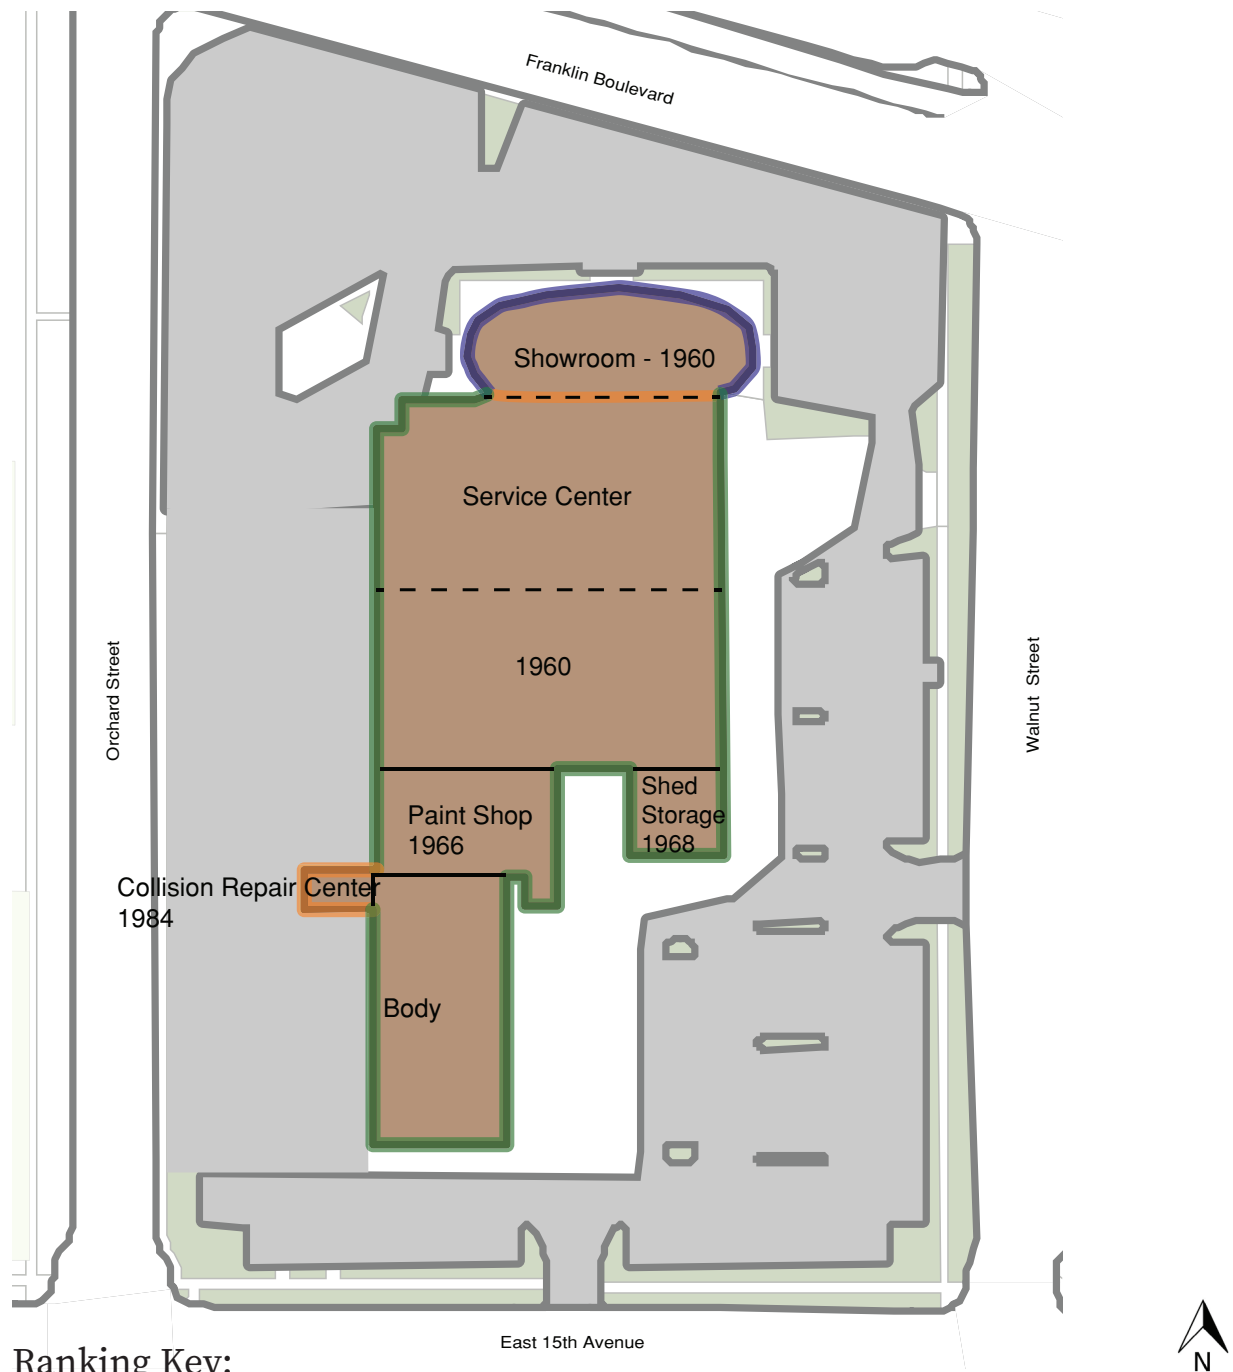 Franklin Boulevard
Showroom - 1960
Service Center
Orchard Street
Walnut Street
1960
Shed
Storage
1968
Paint Shop
1966
Collision Repair Center
1984
Body
East 15th Avenue
Ranking Key:
N